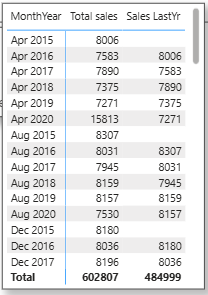 MonthYear Total sales Sales LastYr
Apr 2015 8006
Apr 2016 7583 8006
Apr 2017 7890 7583
Apr 2018 7375 7890
Apr 2019 7271 7375
Apr 2020 15813 7271
Aug 2015 8307
Aug 2016 8031 8307
Aug 2017 7945 8031
Aug 2018 8159 7945
Aug 2019 8157 8159
Aug 2020 7530 8157
Dec 2015 8180
Dec 2016 8036 8180
Dec 2017 8196 8036
Total 602807 484999